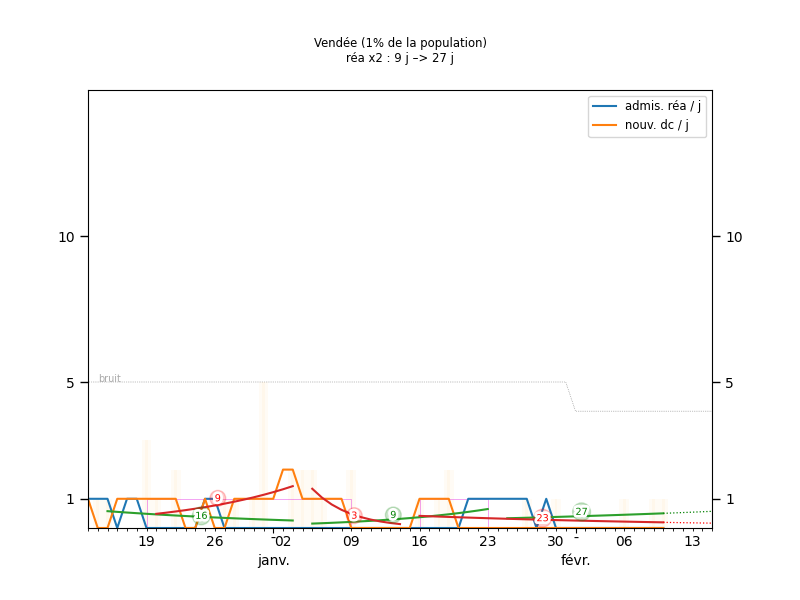 Vendée (1% de la population)
réa x2 : 9 j –> 27 j
admis. réa / j
nouv. dc / j
10 10
bruit
5 5
1 1
9 16 3 9 23 27
19 26 02 09 16 23 30 06 13
janv. févr.